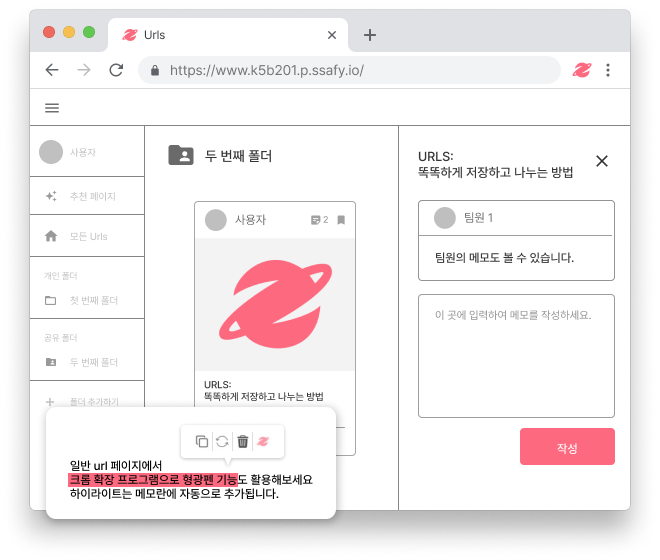 Urls
https://www.k5b201.p.ssafy.io/
사용자
추천 페이지
모든 Urls
개인 폴더
첫 번째 폴더
공유 폴더
두 번째 폴더
폴더 추가하기
두 번째 폴더
사용자
2
URLS:
똑똑하게 저장하고 나누는 방법
URLS:
똑똑하게 저장하고 나누는 방법
팀원 1
팀원의 메모도 볼 수 있습니다.
이 곳에 입력하여 메모를 작성하세요.
작성
일반 url 페이지에서
크롬 확장 프로그램으로 형광펜 기능도 활용해보세요
하이라이트는 메모란에 자동으로 추가됩니다.